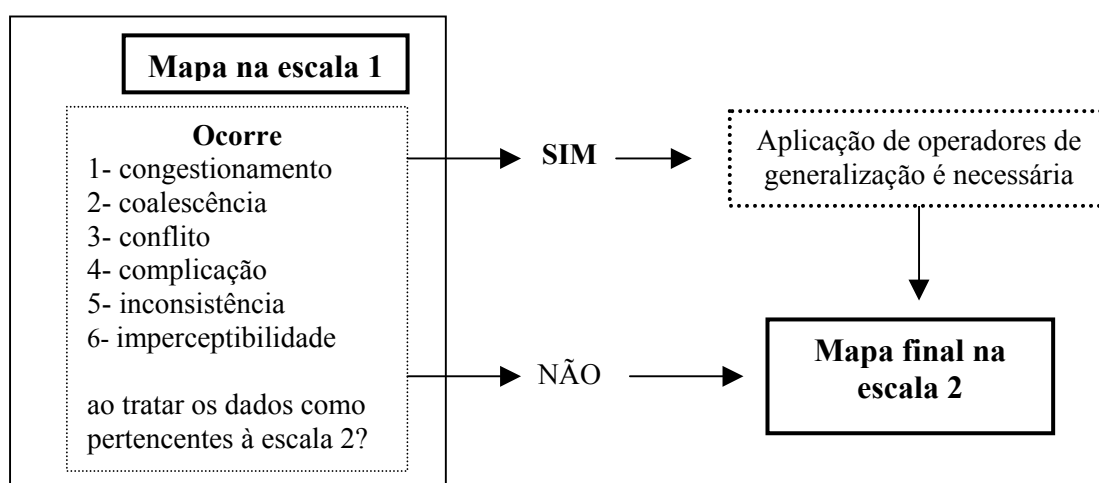 Mapa na escala 1
Ocorre
1- congestionamento
2- coalescência
3- conflito
4- complicação
5- inconsistência
6- imperceptibilidade
ao tratar os dados como
pertencentes à escala 2?
SIM
NÃO
Aplicação de operadores de
generalização é necessária
Mapa final na
escala 2